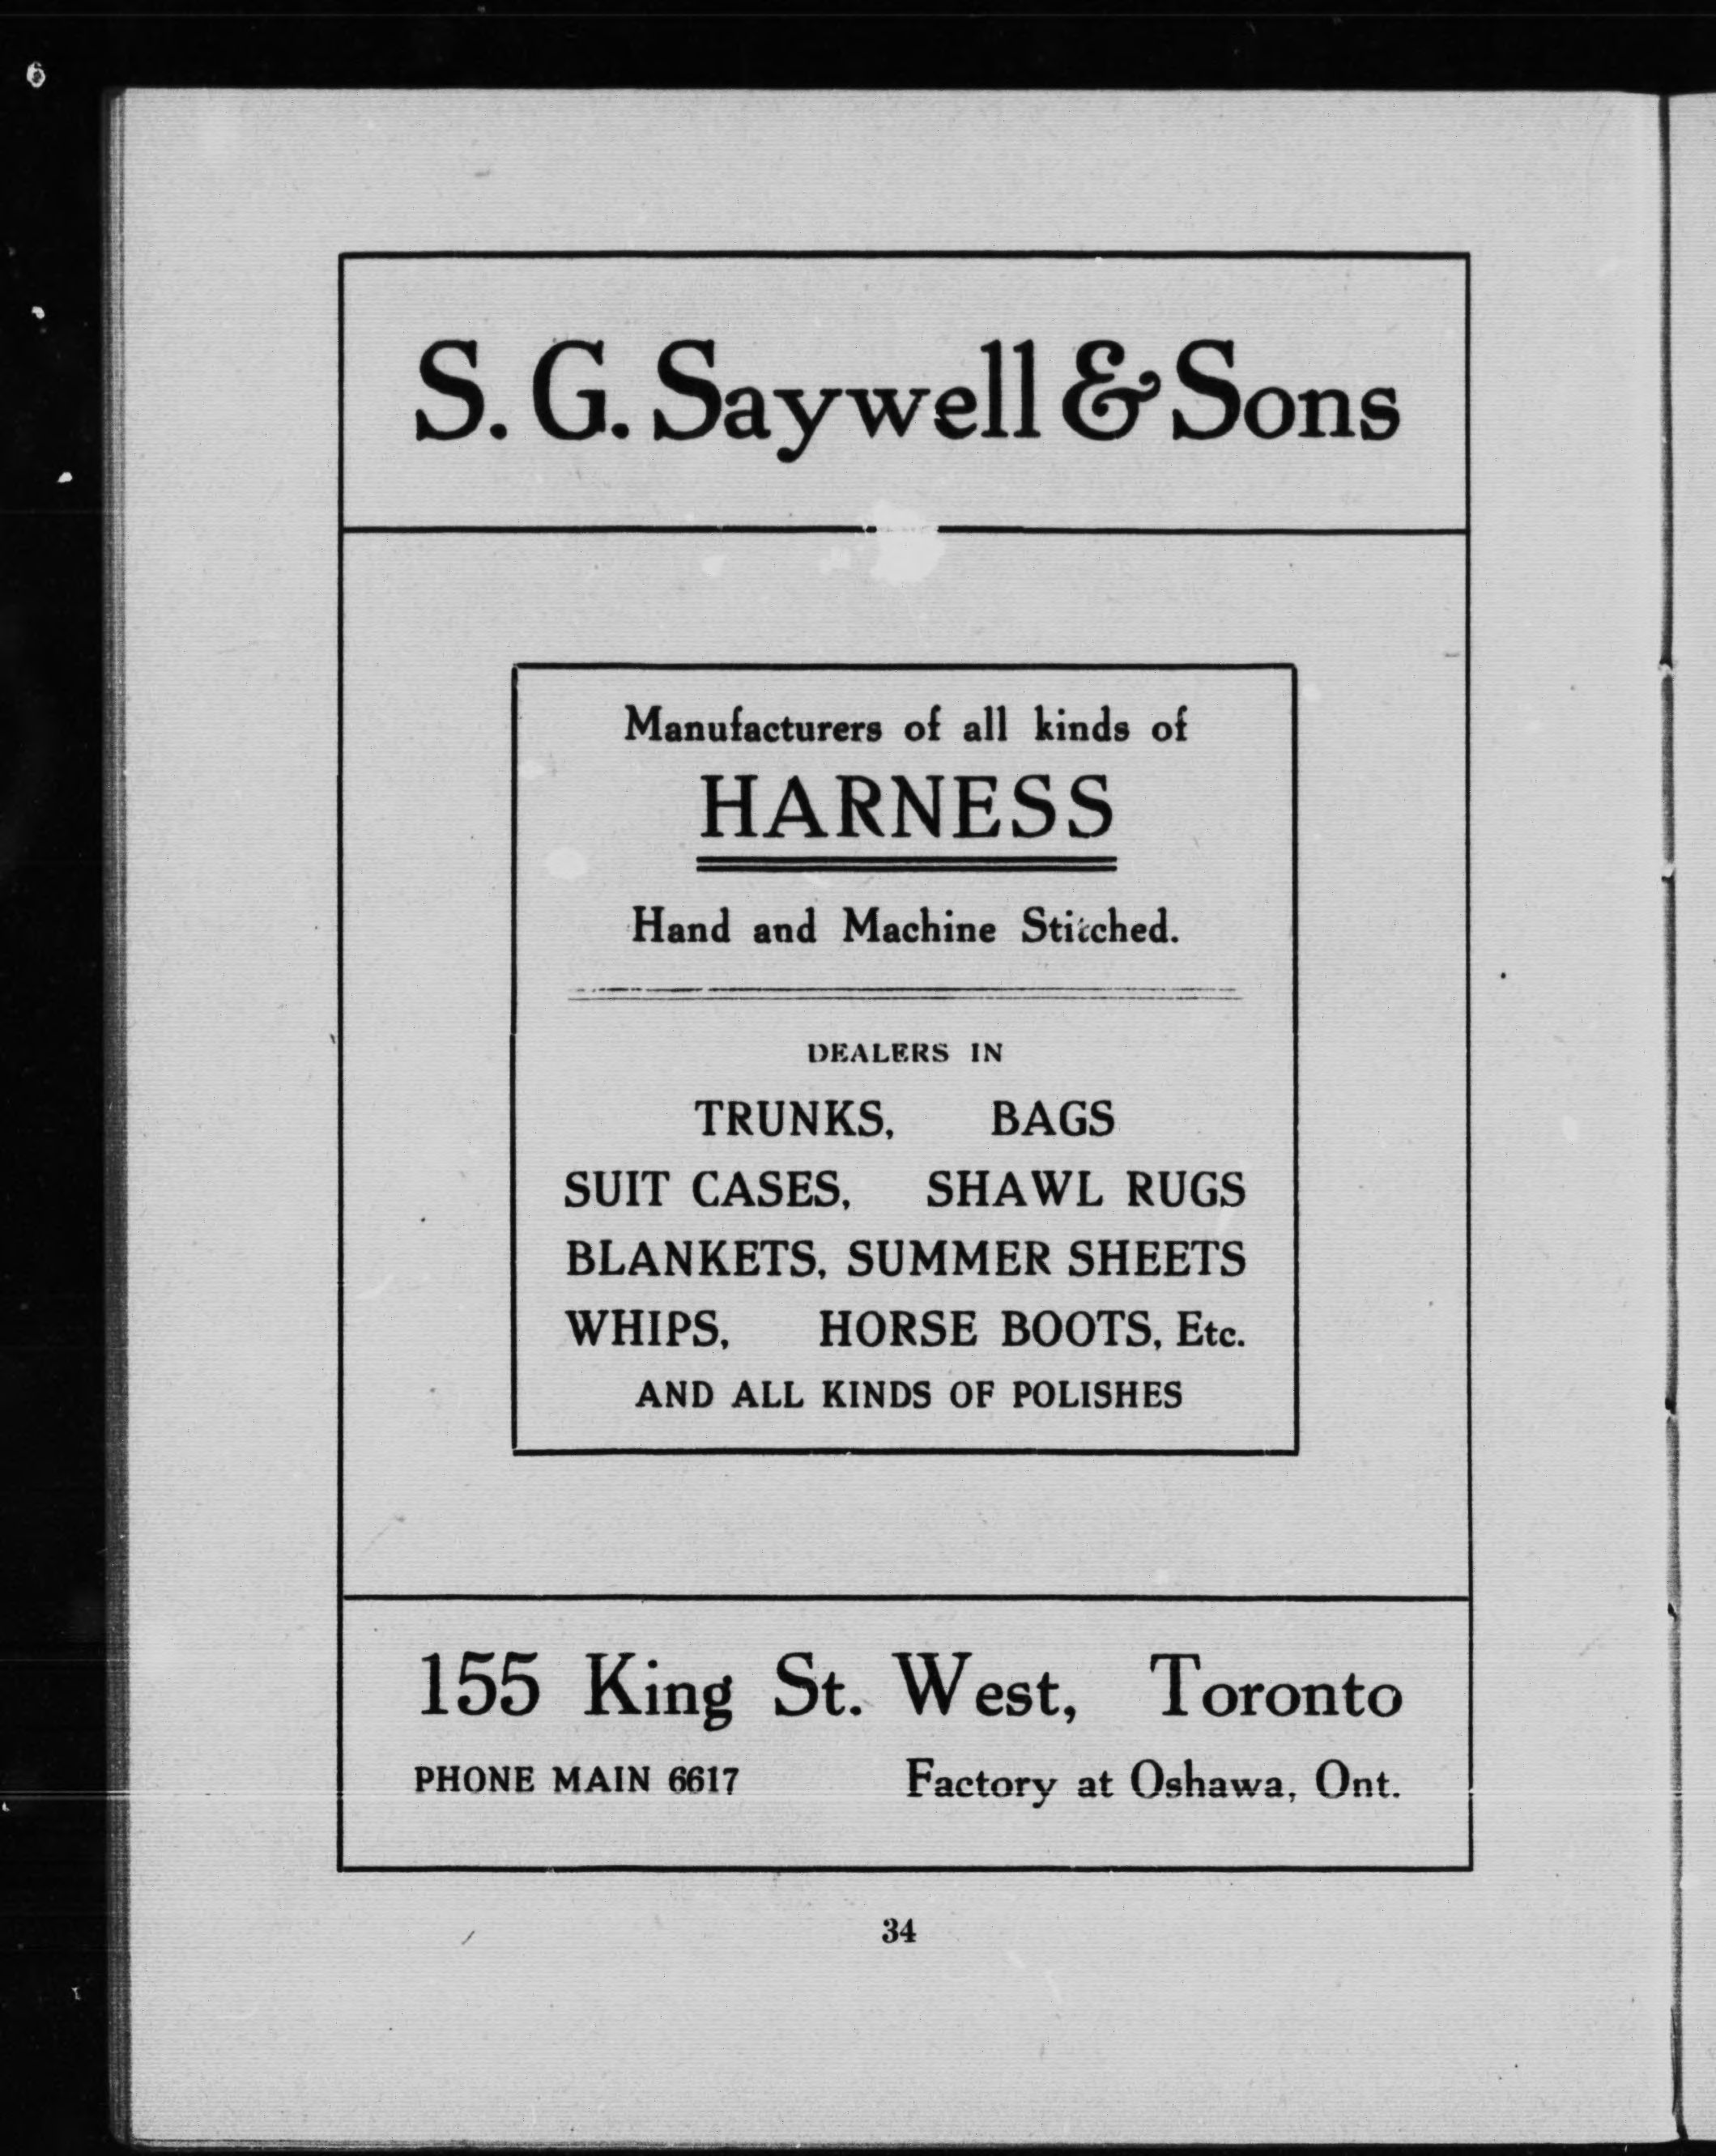 S. G. Saywell & Sons
Manufacturers of all kinds of
HARNESS
Hand and Machine Stitched.
DEALERS IN
TRUNKS, BAGS
SUIT CASES, SHAWL RUGS
BLANKETS, SUMMER SHEETS
WHIPS, HORSE BOOTS, Etc.
AND ALL KINDS OF POLISHES
155 King St. West, Toronto
PHONE MAIN 6617 Factory at Oshawa, Ont.
34